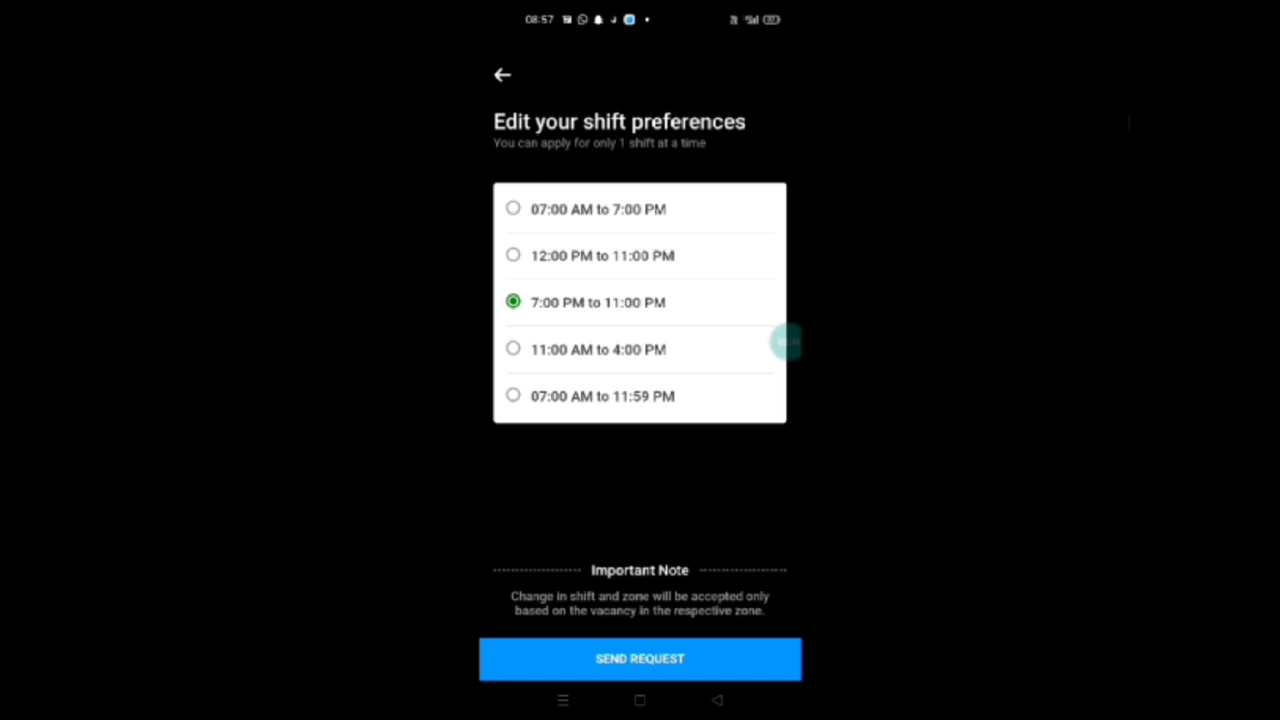 08:57
Edit your shift preferences
You can apply for only 1 shift at a time
07:00 AM to 7:00 PM
12:00 PM to 11:00 PM
7:00 PM to 11:00 PM
11:00 AM to 4:00 PM
07:00 AM to 11:59 PM
Important Note
Change in shift and zone will be accepted only
based on the vacancy in the respective zone.
SEND REQUEST